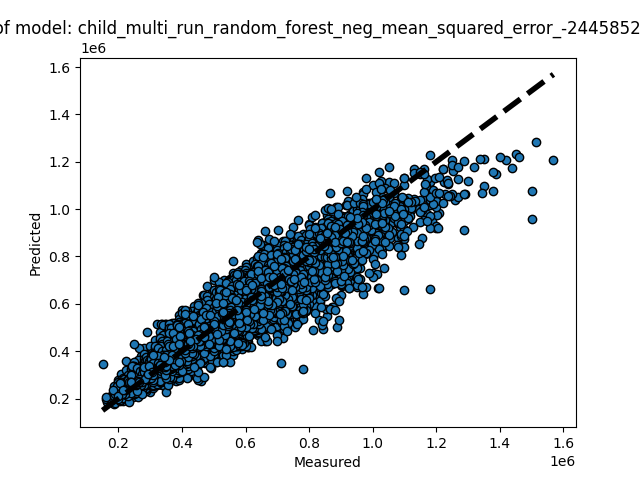 of model: child_multi_run_random_forest_neg_mean_squared_error_-2445852
1e6
1.6
1.4
1.2
1.0
0.8
0.6
0.4
0.2
Predicted
0.2 0.4 0.6 0.8 1.0 1.2 1.4 1.6
Measured
1e6